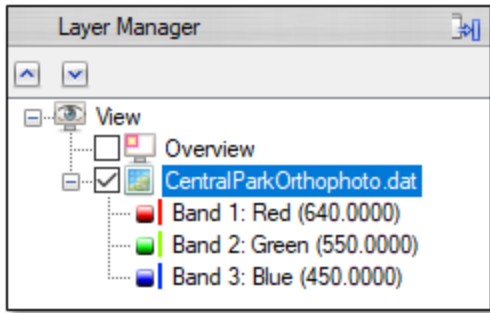 Layer Manager
View
Overview
CentralParkOrthophoto.dat
Band 1: Red (640.0000)
Band 2: Green (550.0000)
Band 3: Blue (450.0000)